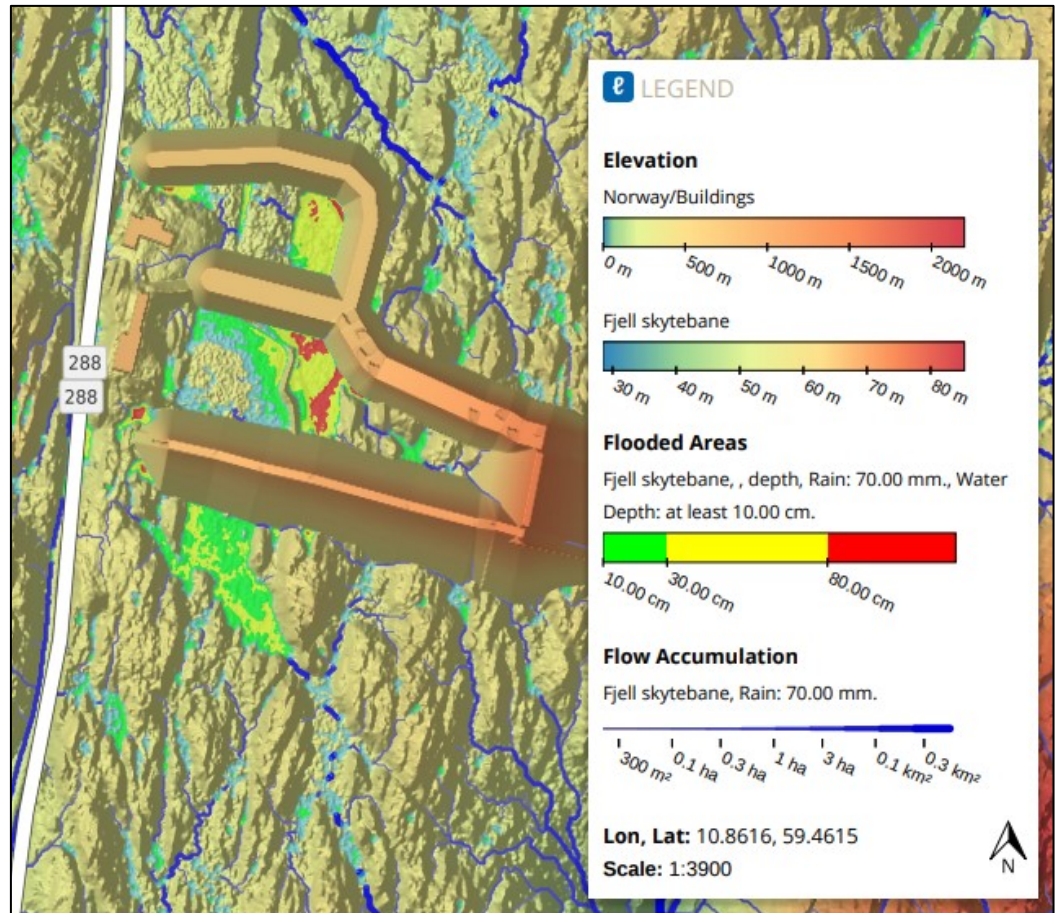 288
288
ℓ LEGEND
Elevation
Norway/Buildings
0 m 500 m 1000 m 1500 m 2000 m
Fjell skytebane
30 m 40 m 50 m 60 m 70 m 80 m
Flooded Areas
Fjell skytebane, , depth, Rain: 70.00 mm., Water
Depth: at least 10.00 cm.
10.00 cm 30.00 cm 80.00 cm
Flow Accumulation
Fjell skytebane, Rain: 70.00 mm.
300 m² 0.1 ha 0.3 ha 1 ha 3 ha 0.1 km² 0.3 km²
Lon, Lat: 10.8616, 59.4615
Scale: 1:3900
N